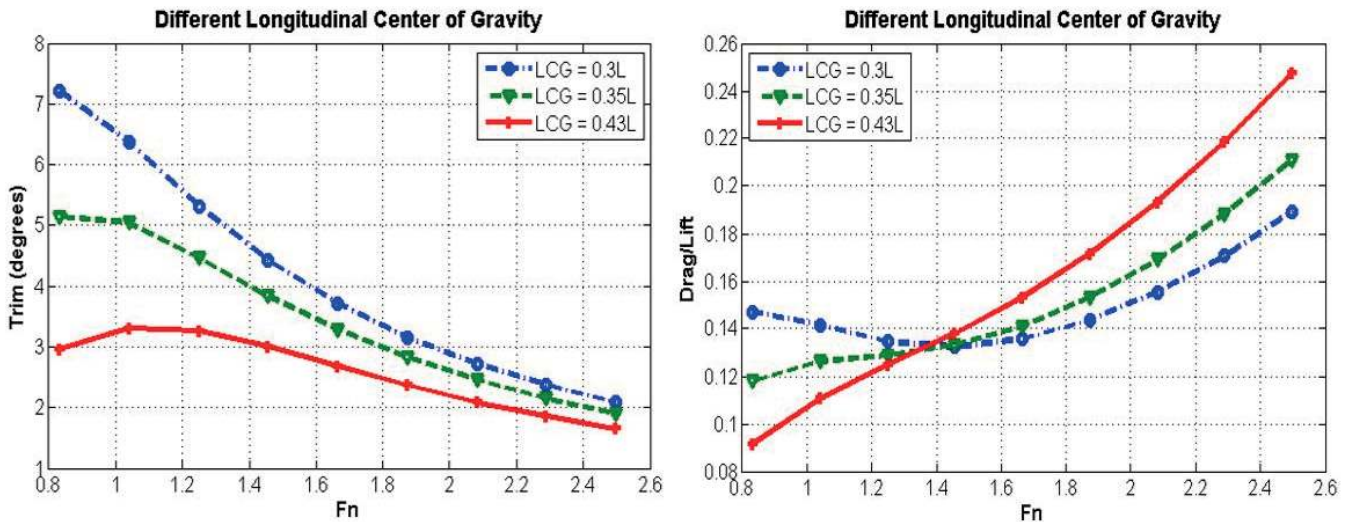 Different Longitudinal Center of Gravity
8
7
6
5
4
3
2
1
Trim (degrees)
LCG = 0.3L
LCG = 0.35L
LCG = 0.43L
0.8 1 1.2 1.4 1.6 1.8 2 2.2 2.4 2.6
Fn
Different Longitudinal Center of Gravity
0.26
0.24
0.22
0.2
0.18
0.16
0.14
0.12
0.1
0.08
Drag/Lift
LCG = 0.3L
LCG = 0.35L
LCG = 0.43L
0.8 1 1.2 1.4 1.6 1.8 2 2.2 2.4 2.6
Fn